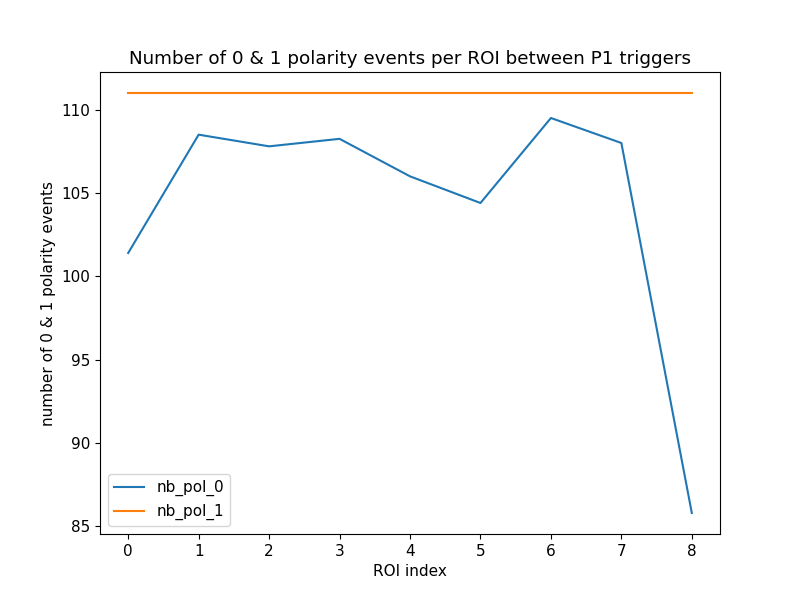 Number of 0 & 1 polarity events per ROI between P1 triggers
number of 0 & 1 polarity events
110
105
100
95
90
85
nb_pol_0
nb_pol_1
0 1 2 3 4 5 6 7 8
ROI index